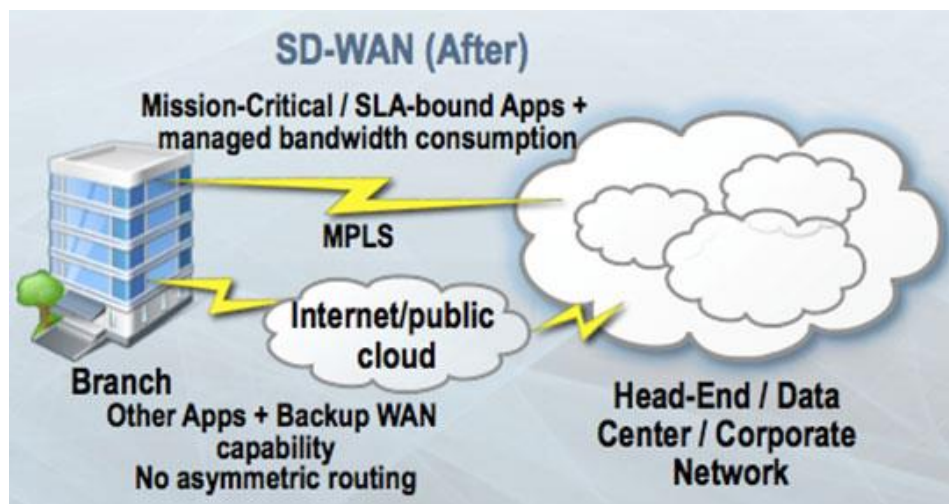 SD-WAN (After)
Mission-Critical / SLA-bound Apps +
managed bandwidth consumption
MPLS
Internet/public
cloud
Branch
Other Apps + Backup WAN
capability
No asymmetric routing
Head-End / Data
Center / Corporate
Network